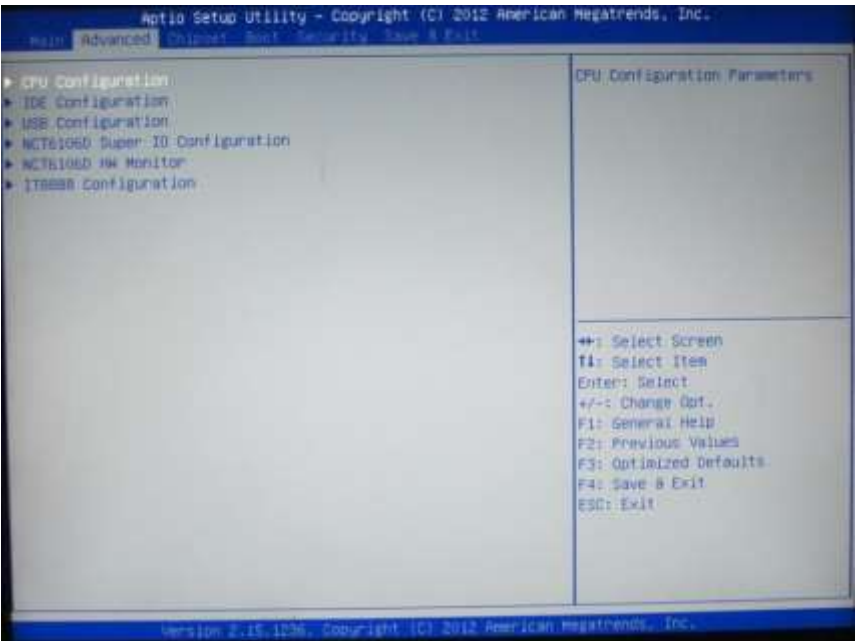 Aptio Setup Utility - Copyright (C) 2012 American Megatrends, Inc.
Main Advanced Chipset Boot Security Save & Exit
CPU Configuration
IDE Configuration
USB Configuration
NCT6106D Super IO Configuration
NCT6106D HW Monitor
IT8888 Configuration
CPU Configuration Parameters
↔: Select Screen
↑↓: Select Item
Enter: Select
+/-: Change Opt.
F1: General Help
F2: Previous Values
F3: Optimized Defaults
F4: Save & Exit
ESC: Exit
Version 2.15.1236. Copyright (C) 2012 American Megatrends, Inc.